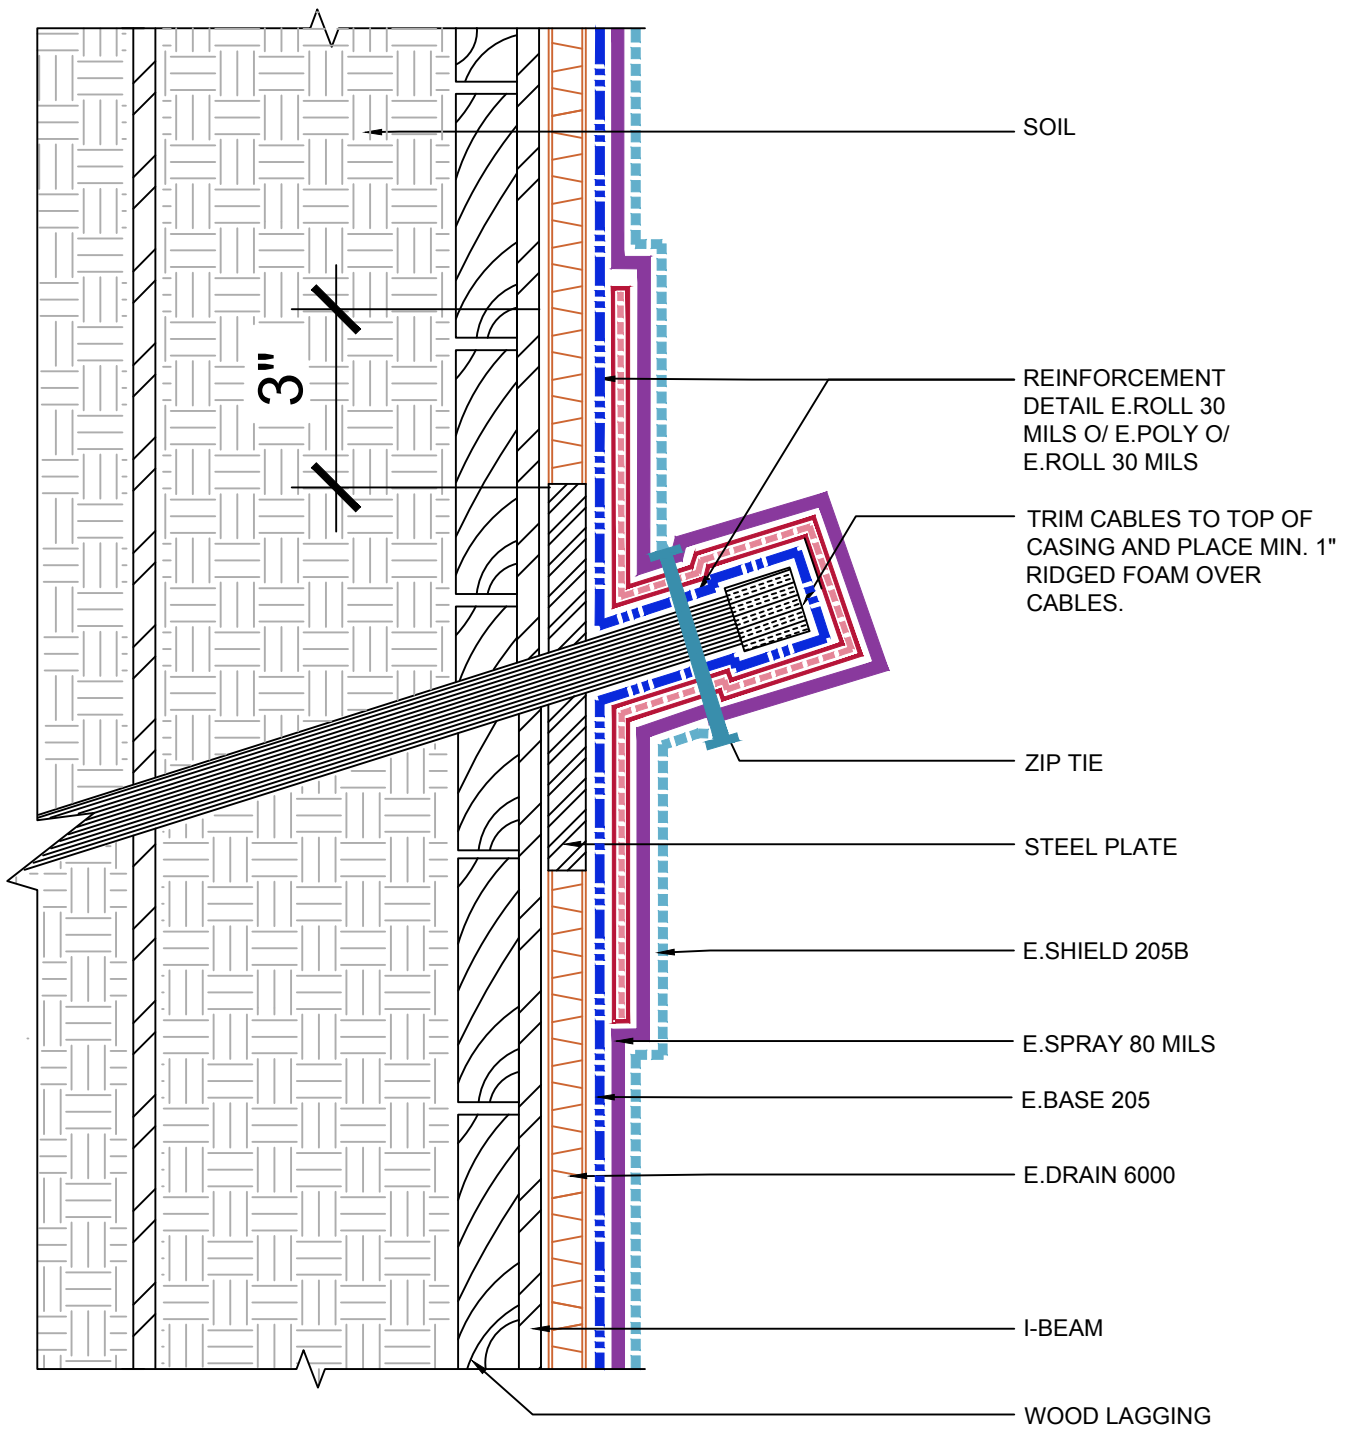 SOIL
3"
REINFORCEMENT
DETAIL E.ROLL 30
MILS O/ E.POLY O/
E.ROLL 30 MILS
TRIM CABLES TO TOP OF
CASING AND PLACE MIN. 1"
RIDGED FOAM OVER
CABLES.
ZIP TIE
STEEL PLATE
E.SHIELD 205B
E.SPRAY 80 MILS
E.BASE 205
E.DRAIN 6000
I-BEAM
WOOD LAGGING